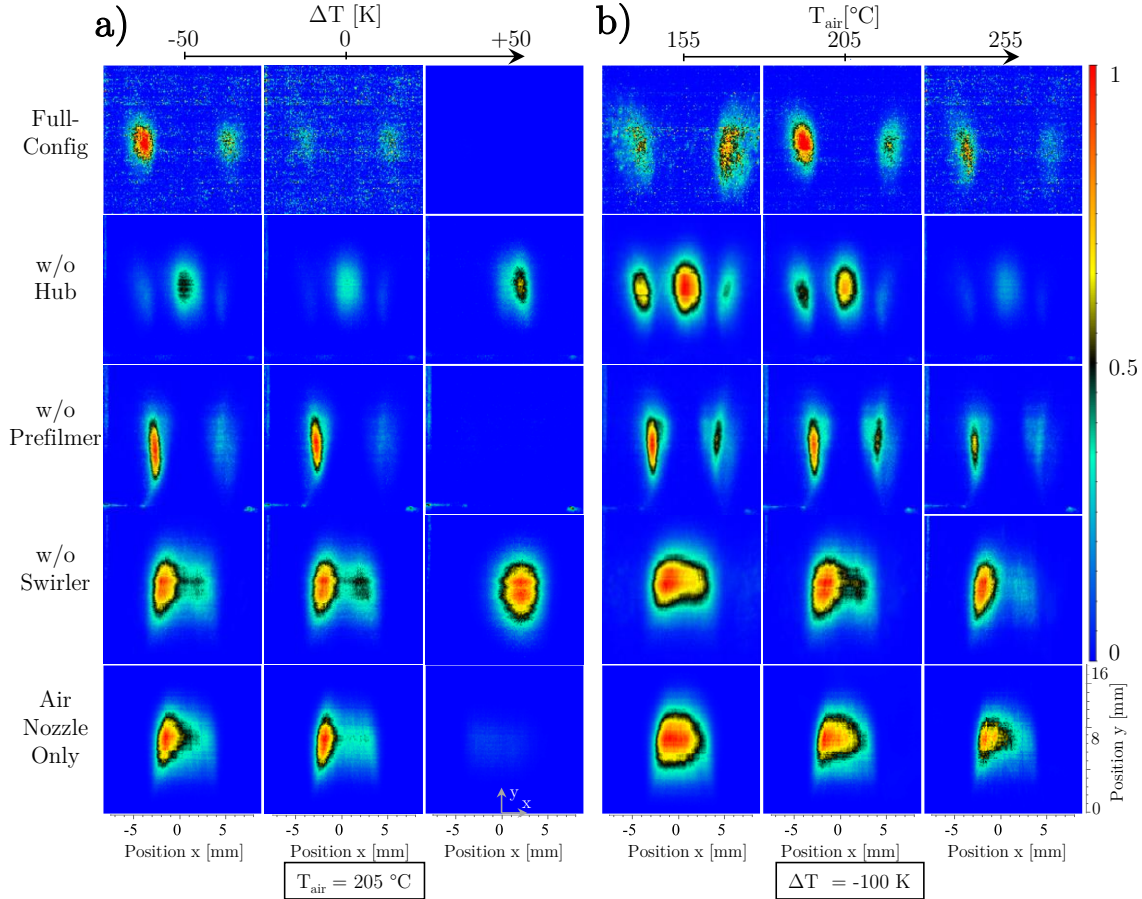 a)
ΔT [K]
-50 0 +50
b)
T_air[°C]
155 205 255
Full-
Config
w/o
Hub
w/o
Prefilmer
w/o
Swirler
Air
Nozzle
Only
1
0.5
0
16
8
0
Position y [mm]
y
x
-5 0 5 -5 0 5 -5 0 5 -5 0 5 -5 0 5 -5 0 5
Position x [mm] Position x [mm] Position x [mm] Position x [mm] Position x [mm] Position x [mm]
T_air = 205 °C
ΔT = -100 K